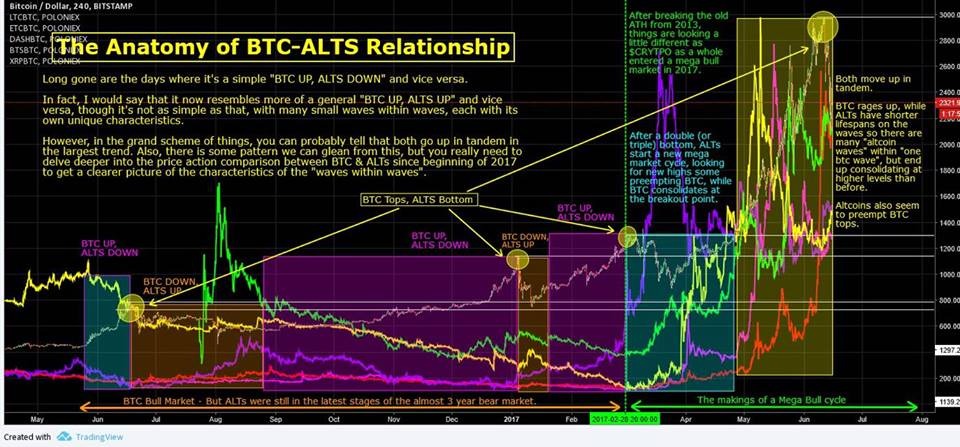 Bitcoin / Dollar, 240, BITSTAMP
LTCBTC, POLONIEX
ETCBTC, POLONIEX
DASHBTC, POLONIEX
BTSBTC, POLONIEX
XRPBTC, POLONIEX
The Anatomy of BTC-ALTS Relationship
Long gone are the days where it's a simple "BTC UP, ALTS DOWN" and vice versa.
In fact, I would say that it now resembles more of a general "BTC UP, ALTS UP" and vice
versa, though it's not as simple as that, with many small waves within waves, each with its
own unique characteristics.
However, in the grand scheme of things, you can probably tell that both go up in tandem in
the largest trend. Also, there is some pattern we can glean from this, but you really need to
delve deeper into the price action comparison between BTC & ALTs since beginning of 2017
to get a clearer picture of the characteristics of the "waves within waves".
After breaking the old
ATH from 2013,
things are looking a
little different as
$CRYTPO as a whole
entered a mega bull
market in 2017.
After a double (or
triple) bottom, ALTs
start a new mega
market cycle, looking
for new highs some
preempting BTC, while
BTC consolidates at
the breakout point.
Both move up in
tandem.
BTC rages up, while
ALTs have shorter
lifespans on the
waves so there are
many "altcoin
waves" within "one
btc wave", but end
up consolidating at
higher levels than
before.
Altcoins also seem
to preempt BTC
tops.
BTC Tops, ALTS Bottom
BTC UP,
ALTS DOWN
BTC DOWN,
ALTS UP
BTC UP,
ALTS DOWN
BTC DOWN,
ALTS UP
BTC UP,
ALTS DOWN
BTC Bull Market - But ALTs were still in the latest stages of the almost 3 year bear market.
The makings of a Mega Bull cycle
3000.0
2800.0
2600.0
2400.0
2321.9
1:17:5
2200.0
2000.0
1800.0
1600.0
1400.0
1297.2
1200.0
1139.2
1000.00
800.00
600.00
400.00
200.00
May Jun Jul Aug Sep Oct Nov Dec 2017 Feb 2017-02-28 20:00:00 Apr May Jun Jul Aug
Created with TradingView